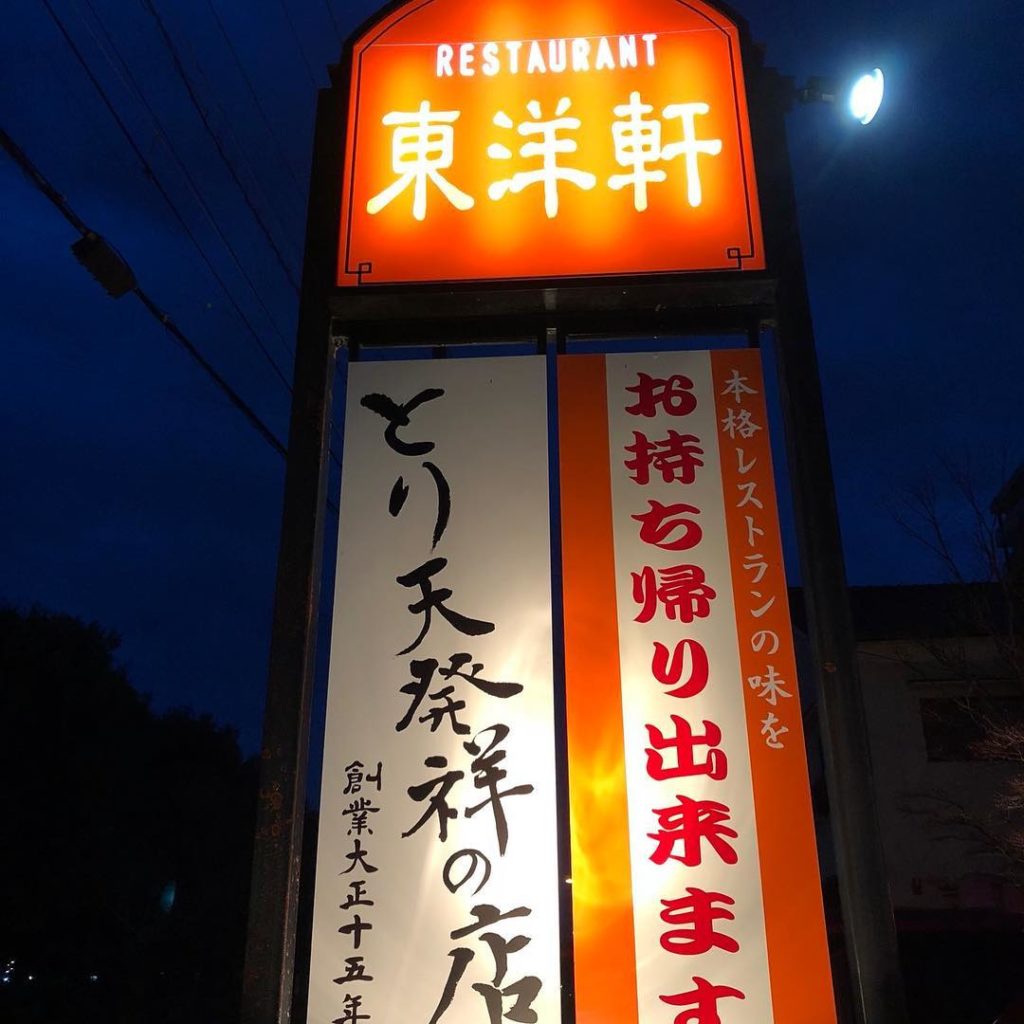 RESTAURANT
東洋軒
本格レストランの味を
お持ち帰り出来ます
とり天発祥の店
創業大正十五年